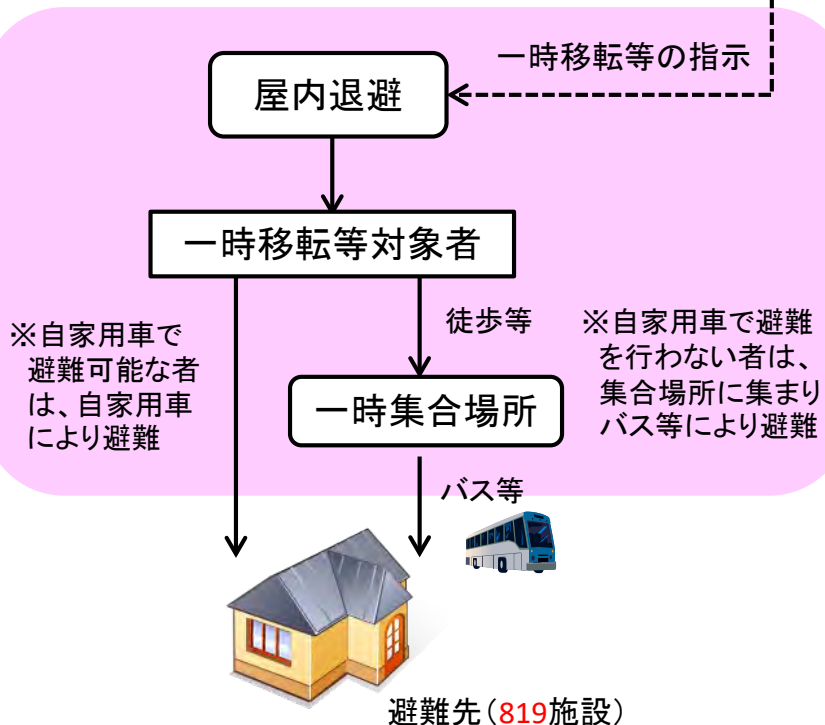 一時移転等の指示
屋内退避
一時移転等対象者
※自家用車で
避難可能な者
は、自家用車
により避難
徒歩等
※自家用車で避難
を行わない者は、
集合場所に集まり
バス等により避難
一時集合場所
バス等
避難先(819施設)